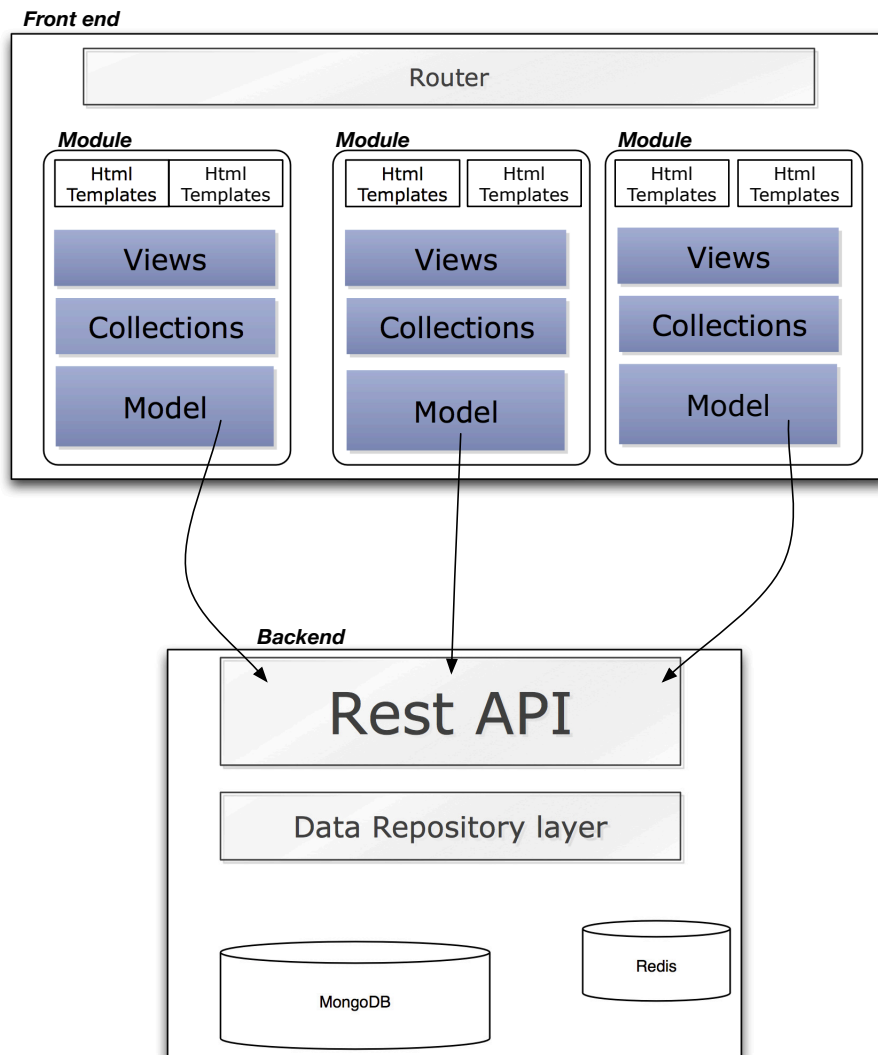 Front end
Router
Module
Module
Module
Html
Templates
Html
Templates
Html
Templates
Html
Templates
Html
Templates
Html
Templates
Views
Views
Views
Collections
Collections
Collections
Model
Model
Model
Backend
Rest API
Data Repository layer
MongoDB
Redis